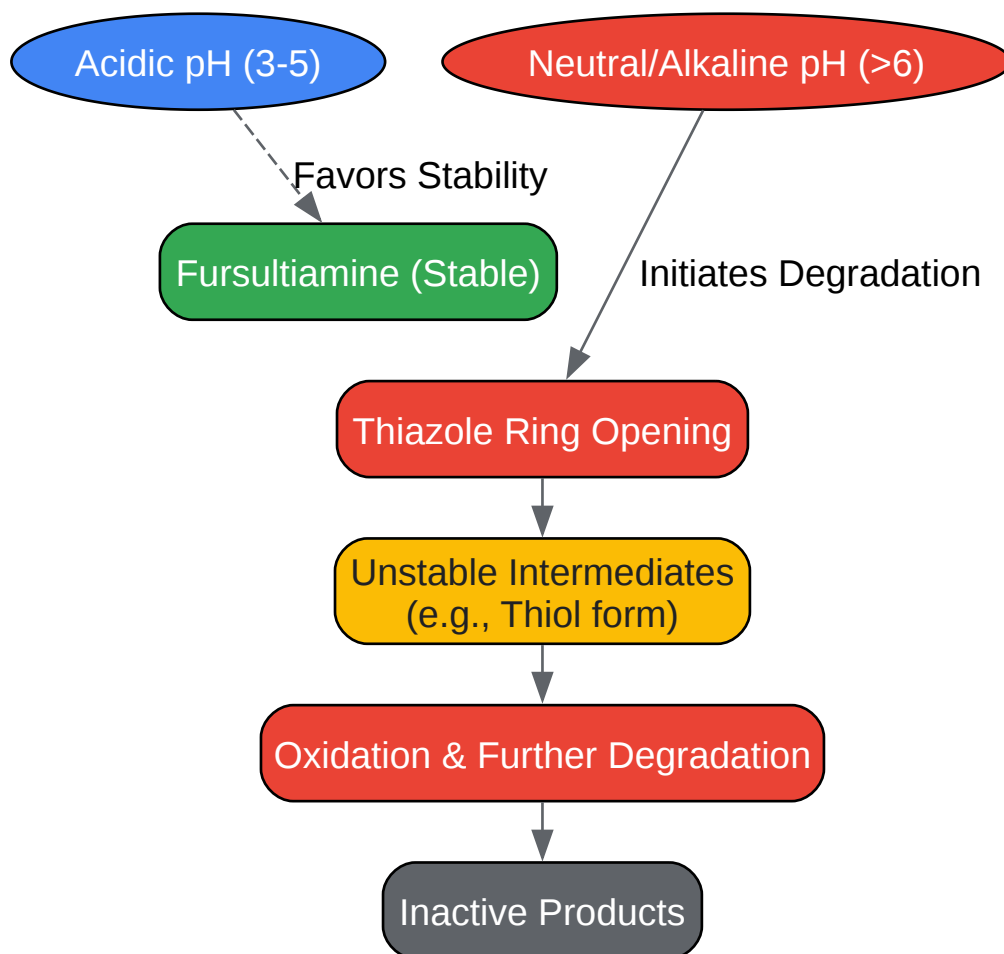 Acidic pH (3-5)
Neutral/Alkaline pH (>6)
Favors Stability
Fursultiamine (Stable)
Initiates Degradation
Thiazole Ring Opening
Unstable Intermediates
(e.g., Thiol form)
Oxidation & Further Degradation
Inactive Products